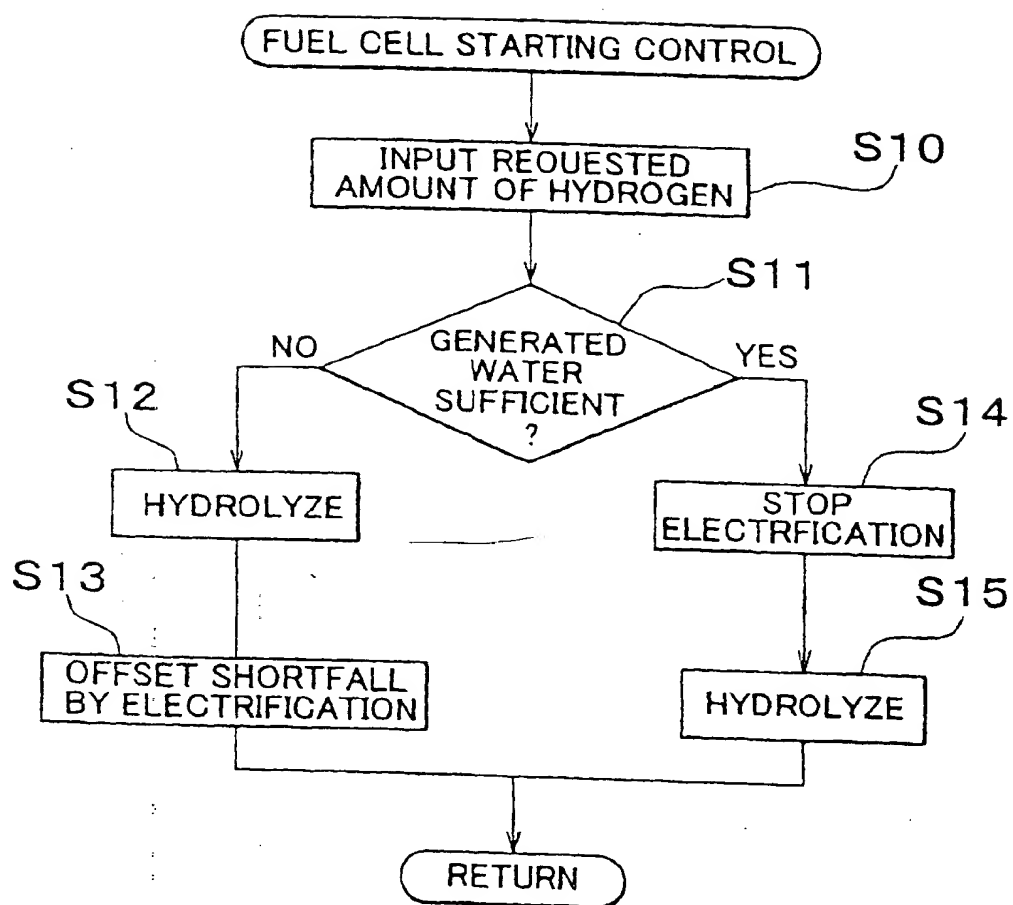 FUEL CELL STARTING CONTROL
INPUT REQUESTED
AMOUNT OF HYDROGEN
S10
S11
GENERATED
WATER
SUFFICIENT
?
NO
YES
S12
HYDROLYZE
S13
OFFSET SHORTFALL
BY ELECTRIFICATION
S14
STOP
ELECTRFICATION
S15
HYDROLYZE
RETURN